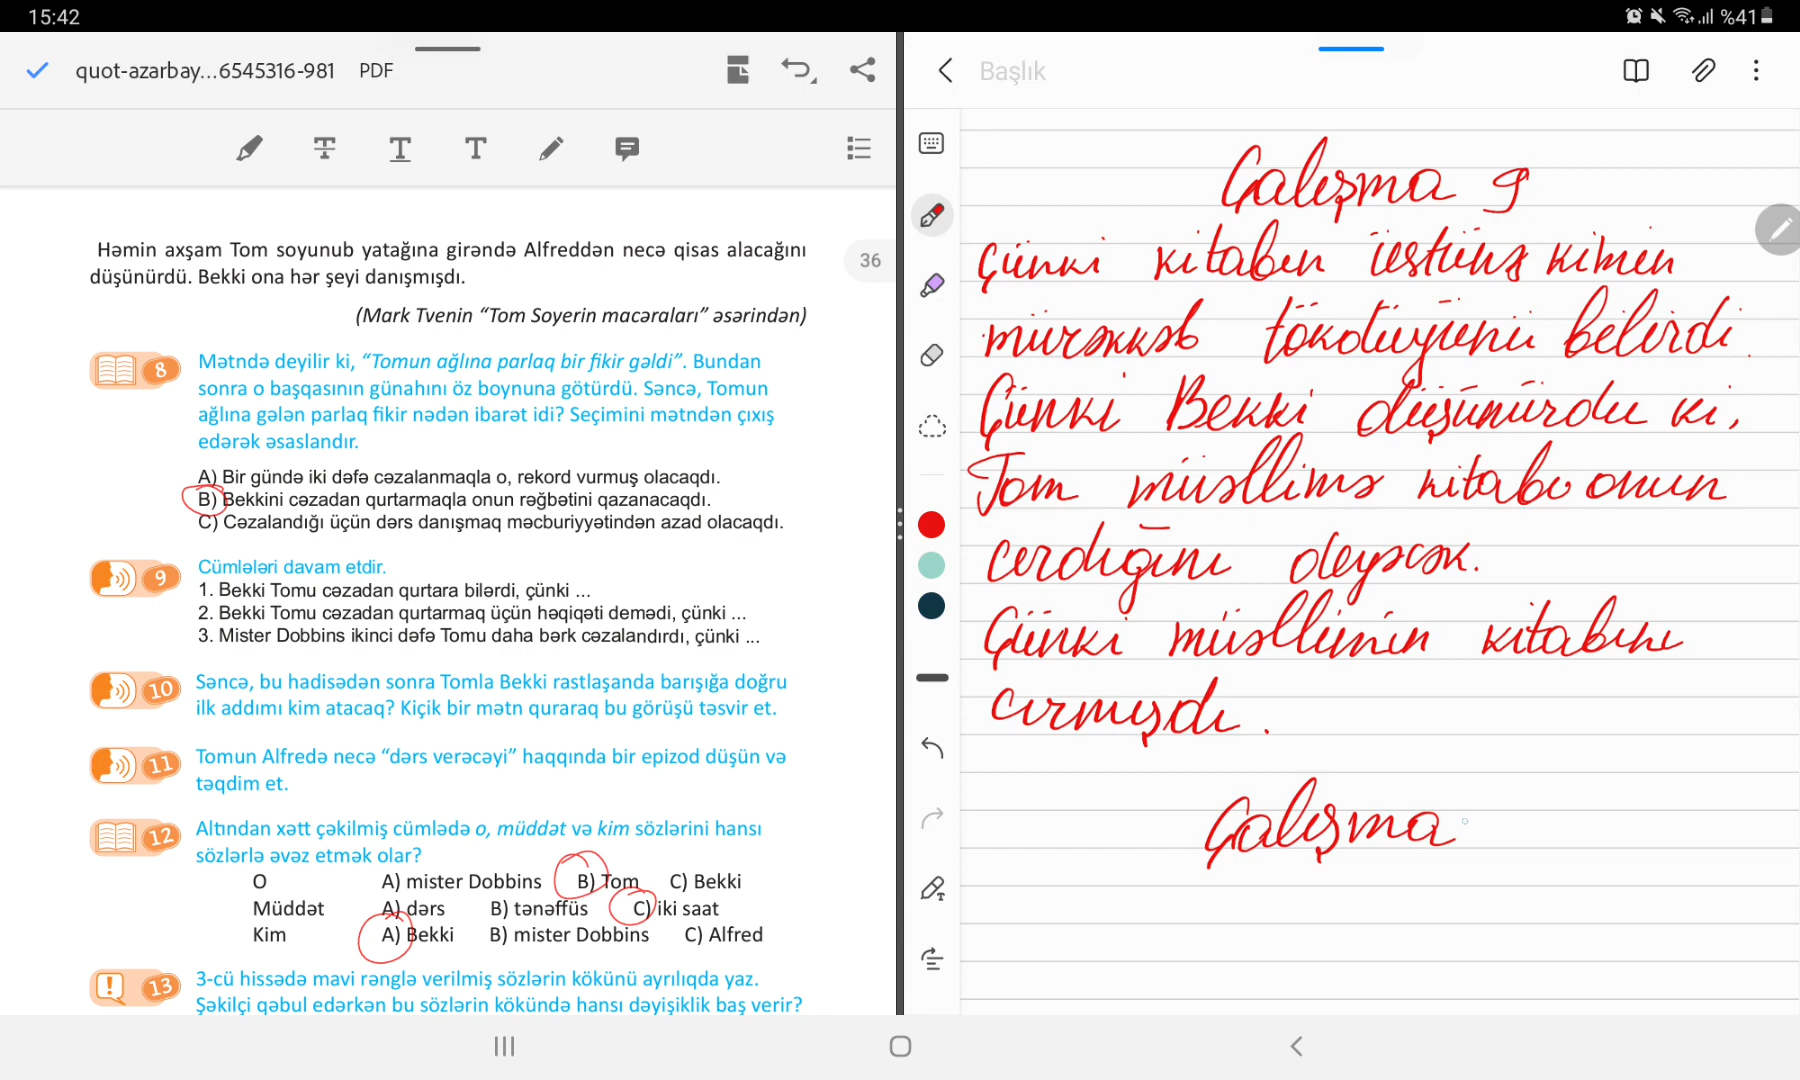 15:42
%41
quot-azarbay...6545316-981 PDF
Həmin axşam Tom soyunub yatağına girəndə Alfreddən necə qisas alacağını
düşünürdü. Bekki ona hər şeyi danışmışdı.
36
(Mark Tvenin “Tom Soyerin macəraları” əsərindən)
8
Mətndə deyilir ki, “Tomun ağlına parlaq bir fikir gəldi”. Bundan
sonra o başqasının günahını öz boynuna götürdü. Səncə, Tomun
ağlına gələn parlaq fikir nədən ibarət idi? Seçimini mətndən çıxış
edərək əsaslandır.
A) Bir gündə iki dəfə cəzalanmaqla o, rekord vurmuş olacaqdı.
B) Bekkini cəzadan qurtarmaqla onun rəğbətini qazanacaqdı.
C) Cəzalandığı üçün dərs danışmaq məcburiyyətindən azad olacaqdı.
9
Cümlələri davam etdir.
1. Bekki Tomu cəzadan qurtara bilərdi, çünki ...
2. Bekki Tomu cəzadan qurtarmaq üçün həqiqəti demədi, çünki ...
3. Mister Dobbins ikinci dəfə Tomu daha bərk cəzalandırdı, çünki ...
10
Səncə, bu hadisədən sonra Tomla Bekki rastlaşanda barışığa doğru
ilk addımı kim atacaq? Kiçik bir mətn quraraq bu görüşü təsvir et.
11
Tomun Alfredə necə “dərs verəcəyi” haqqında bir epizod düşün və
təqdim et.
12
Altından xətt çəkilmiş cümlədə o, müddət və kim sözlərini hansı
sözlərlə əvəz etmək olar?
O A) mister Dobbins B) Tom C) Bekki
Müddət A) dərs B) tənəffüs C) iki saat
Kim A) Bekki B) mister Dobbins C) Alfred
13
3-cü hissədə mavi rənglə verilmiş sözlərin kökünü ayrılıqda yaz.
Şəkilçi qəbul edərkən bu sözlərin kökündə hansı dəyişiklik baş verir?
Başlık
Çalışma 9
Çünki kitabın üstünə kimin
mürəkkəb tökdüyünü bilirdi.
Çünki Bekki düşünürdü ki,
Tom müəllimə kitabı onun
cırdığını deyəcək.
Çünki müəllimin kitabını
cırmışdı.
Çalışma